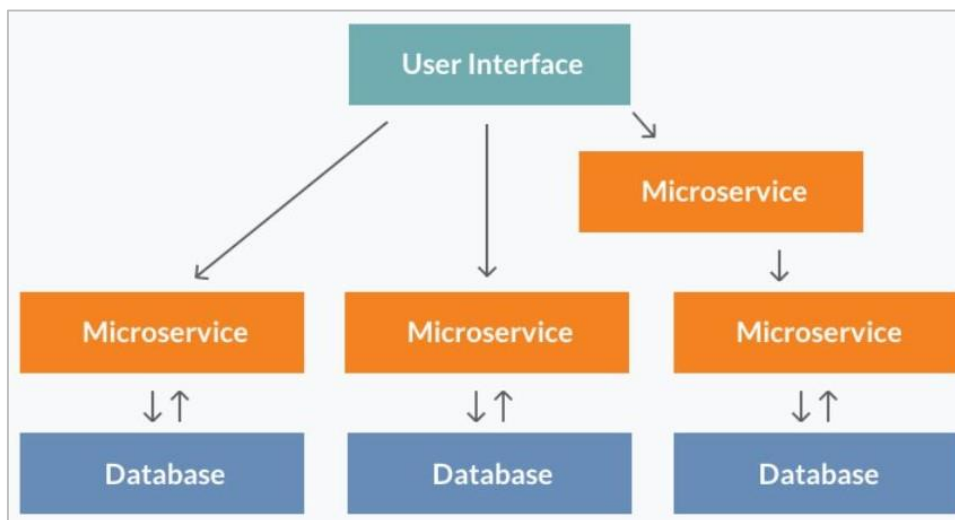 User Interface
Microservice
Microservice
Microservice
Microservice
Database
Database
Database